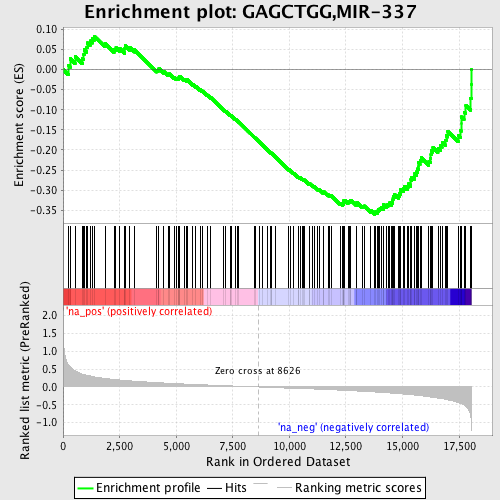 Enrichment plot: GAGCTGG,MIR-337
Enrichment score (ES)
0.10
0.05
0.00
-0.05
-0.10
-0.15
-0.20
-0.25
-0.30
-0.35
'na_pos' (positively correlated)
Ranked list metric (PreRanked)
2.0
1.5
1.0
0.5
0.0
-0.5
-1.0
Zero cross at 8626
'na_neg' (negatively correlated)
0 2,500 5,000 7,500 10,000 12,500 15,000 17,500
Rank in Ordered Dataset
Enrichment profile Hits Ranking metric scores